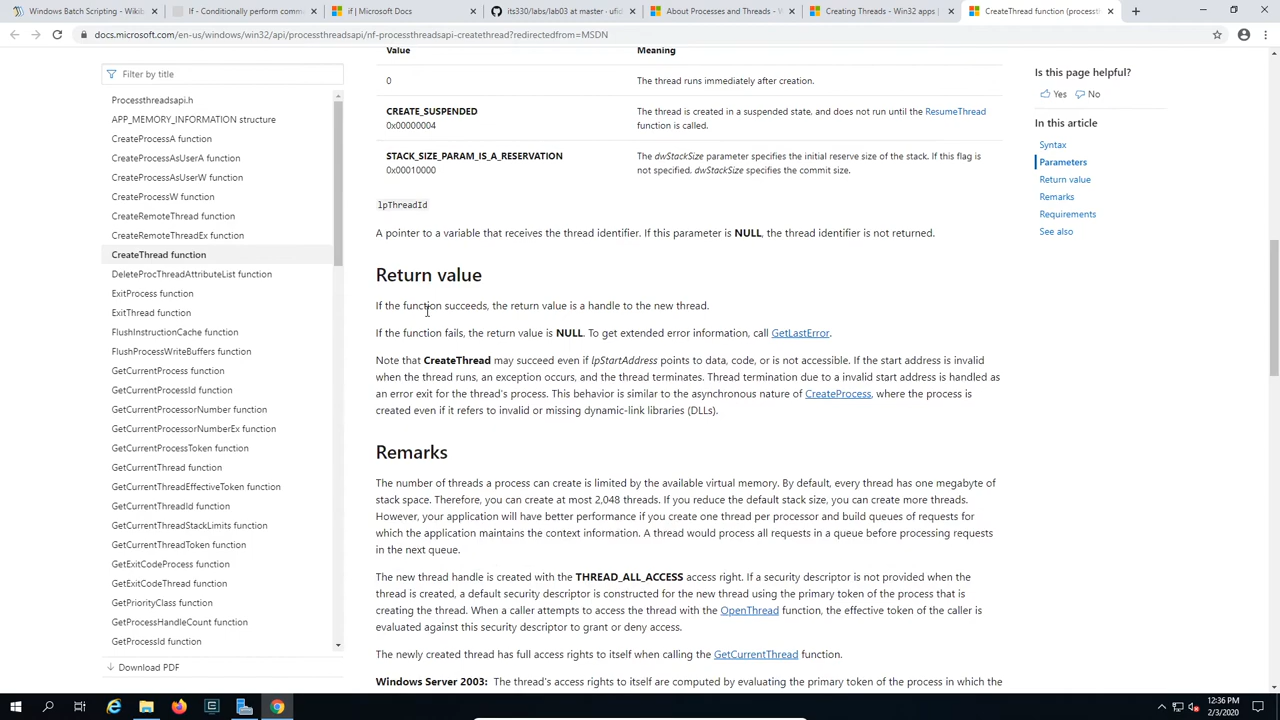 Windows Batch Scripting - Wikib
If - Conditionally perform comm
if | Microsoft Docs
its330/labs/lab03 at master · ufid
About Processes and Threads - W
Creating Threads - Win32 apps |
CreateThread function (processt
docs.microsoft.com/en-us/windows/win32/api/processthreadsapi/nf-processthreadsapi-createthread?redirectedfrom=MSDN
Filter by title
Processthreadsapi.h
APP_MEMORY_INFORMATION structure
CreateProcessA function
CreateProcessAsUserA function
CreateProcessAsUserW function
CreateProcessW function
CreateRemoteThread function
CreateRemoteThreadEx function
CreateThread function
DeleteProcThreadAttributeList function
ExitProcess function
ExitThread function
FlushInstructionCache function
FlushProcessWriteBuffers function
GetCurrentProcess function
GetCurrentProcessId function
GetCurrentProcessorNumber function
GetCurrentProcessorNumberEx function
GetCurrentProcessToken function
GetCurrentThread function
GetCurrentThreadEffectiveToken function
GetCurrentThreadId function
GetCurrentThreadStackLimits function
GetCurrentThreadToken function
GetExitCodeProcess function
GetExitCodeThread function
GetPriorityClass function
GetProcessHandleCount function
GetProcessId function
Download PDF
Value Meaning
0 The thread runs immediately after creation.
CREATE_SUSPENDED The thread is created in a suspended state, and does not run until the ResumeThread
0x00000004 function is called.
STACK_SIZE_PARAM_IS_A_RESERVATION The dwStackSize parameter specifies the initial reserve size of the stack. If this flag is
0x00010000 not specified, dwStackSize specifies the commit size.
lpThreadId
A pointer to a variable that receives the thread identifier. If this parameter is NULL, the thread identifier is not returned.
Return value
If the function succeeds, the return value is a handle to the new thread.
If the function fails, the return value is NULL. To get extended error information, call GetLastError.
Note that CreateThread may succeed even if lpStartAddress points to data, code, or is not accessible. If the start address is invalid
when the thread runs, an exception occurs, and the thread terminates. Thread termination due to a invalid start address is handled as
an error exit for the thread's process. This behavior is similar to the asynchronous nature of CreateProcess, where the process is
created even if it refers to invalid or missing dynamic-link libraries (DLLs).
Remarks
The number of threads a process can create is limited by the available virtual memory. By default, every thread has one megabyte of
stack space. Therefore, you can create at most 2,048 threads. If you reduce the default stack size, you can create more threads.
However, your application will have better performance if you create one thread per processor and build queues of requests for
which the application maintains the context information. A thread would process all requests in a queue before processing requests
in the next queue.
The new thread handle is created with the THREAD_ALL_ACCESS access right. If a security descriptor is not provided when the
thread is created, a default security descriptor is constructed for the new thread using the primary token of the process that is
creating the thread. When a caller attempts to access the thread with the OpenThread function, the effective token of the caller is
evaluated against this security descriptor to grant or deny access.
The newly created thread has full access rights to itself when calling the GetCurrentThread function.
Windows Server 2003: The thread's access rights to itself are computed by evaluating the primary token of the process in which the
Is this page helpful?
Yes No
In this article
Syntax
Parameters
Return value
Remarks
Requirements
See also
12:36 PM
2/3/2020